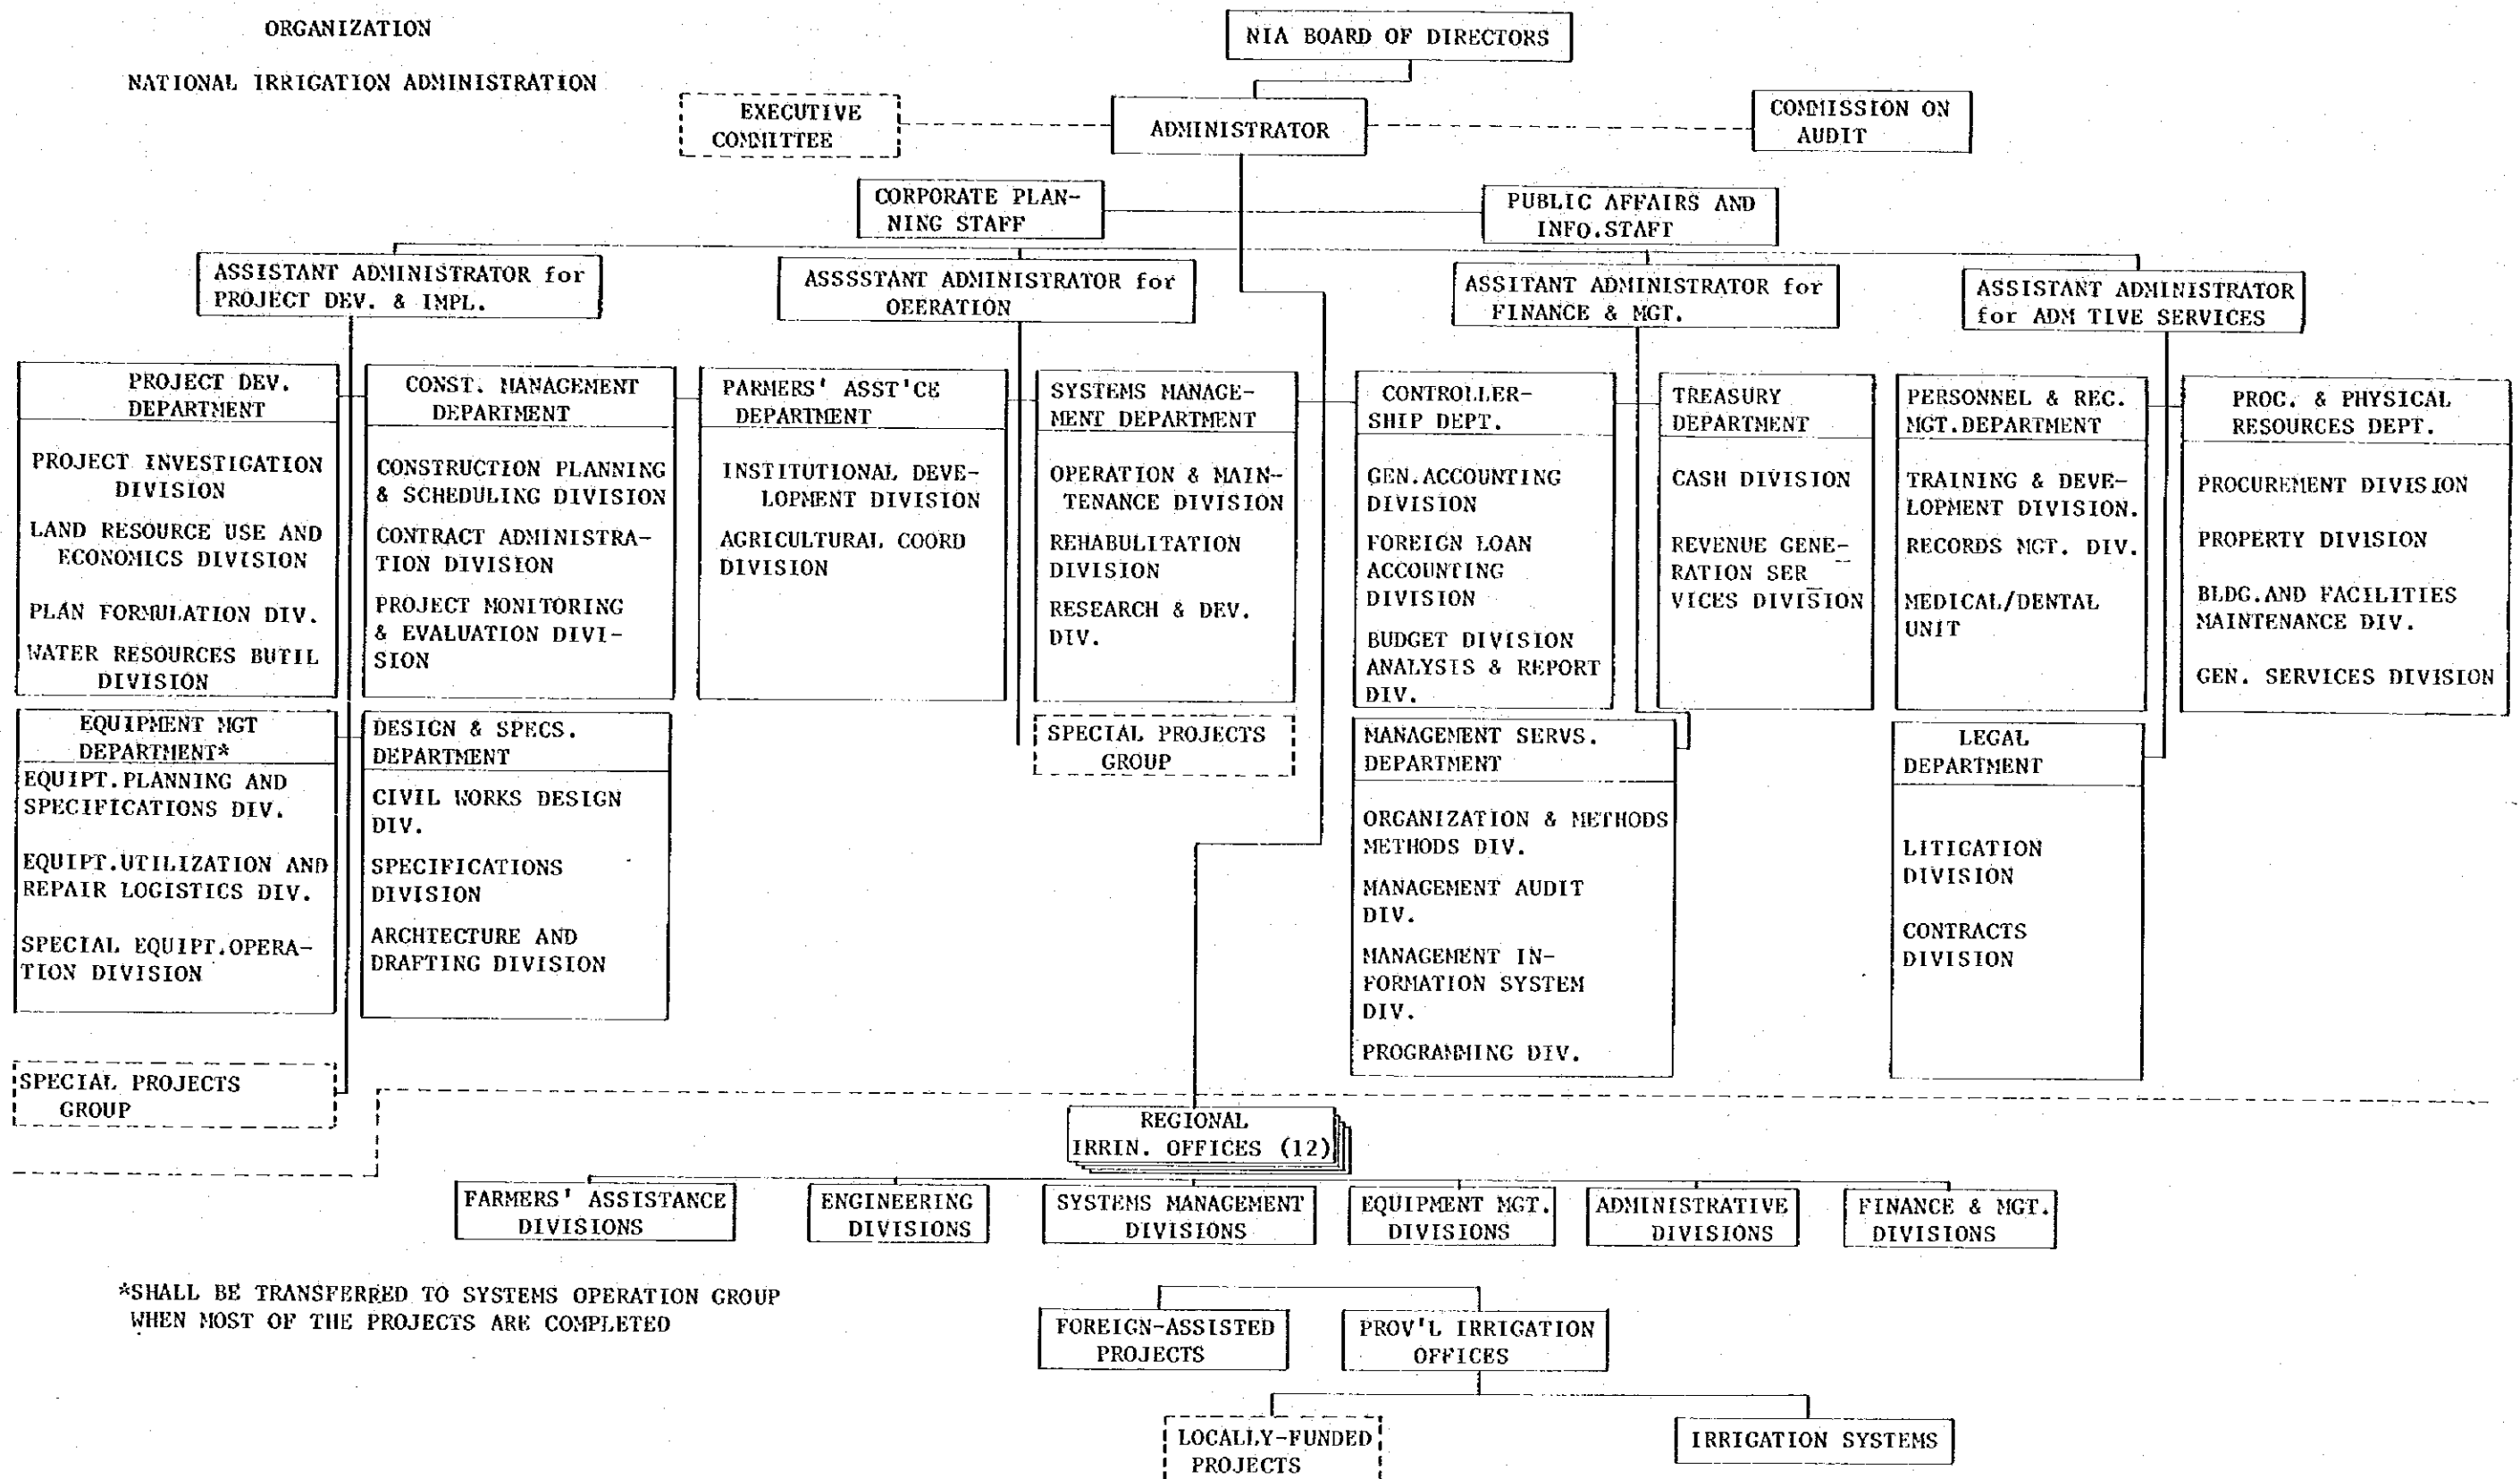 ORGANIZATION
NATIONAL IRRIGATION ADMINISTRATION
NIA BOARD OF DIRECTORS
EXECUTIVE
COMMITTEE
ADMINISTRATOR
COMMISSION ON
AUDIT
CORPORATE PLAN-
NING STAFF
PUBLIC AFFAIRS AND
INFO.STAFT
ASSISTANT ADMINISTRATOR for
PROJECT DEV. & IMPL.
ASSSSTANT ADMINISTRATOR for
OEERATION
ASSITANT ADMINISTRATOR for
FINANCE & MGT.
ASSISTANT ADMINISTRATOR
for ADM TIVE SERVICES
PROJECT DEV.
DEPARTMENT
PROJECT INVESTIGATION
DIVISION
LAND RESOURCE USE AND
ECONOMICS DIVISION
PLAN FORMULATION DIV.
WATER RESOURCES BUTIL
DIVISION
CONST. MANAGEMENT
DEPARTMENT
CONSTRUCTION PLANNING
& SCHEDULING DIVISION
CONTRACT ADMINISTRA-
TION DIVISION
PROJECT MONITORING
& EVALUATION DIVI-
SION
PARMERS' ASST'CE
DEPARTMENT
INSTITUTIONAL DEVE-
LOPMENT DIVISION
AGRICULTURAL COORD
DIVISION
SYSTEMS MANAGE-
MENT DEPARTMENT
OPERATION & MAIN-
TENANCE DIVISION
REHABULITATION
DIVISION
RESEARCH & DEV.
DIV.
CONTROLLER-
SHIP DEPT.
GEN.ACCOUNTING
DIVISION
FOREIGN LOAN
ACCOUNTING
DIVISION
BUDGET DIVISION
ANALYSIS & REPORT
DIV.
TREASURY
DEPARTMENT
CASH DIVISION
REVENUE GENE-
RATION SER
VICES DIVISION
PERSONNEL & REC.
MGT.DEPARTMENT
TRAINING & DEVE-
LOPMENT DIVISION.
RECORDS MGT. DIV.
MEDICAL/DENTAL
UNIT
PROC. & PHYSICAL
RESOURCES DEPT.
PROCUREMENT DIVISION
PROPERTY DIVISION
BLDG.AND FACILITIES
MAINTENANCE DIV.
GEN. SERVICES DIVISION
EQUIPMENT MGT
DEPARTMENT*
EQUIPT.PLANNING AND
SPECIFICATIONS DIV.
EQUIPT.UTILIZATION AND
REPAIR LOGISTICS DIV.
SPECIAL EQUIPT.OPERA-
TION DIVISION
DESIGN & SPECS.
DEPARTMENT
CIVIL WORKS DESIGN
DIV.
SPECIFICATIONS
DIVISION
ARCHTECTURE AND
DRAFTING DIVISION
SPECIAL PROJECTS
GROUP
MANAGEMENT SERVS.
DEPARTMENT
ORGANIZATION & METHODS
METHODS DIV.
MANAGEMENT AUDIT
DIV.
MANAGEMENT IN-
FORMATION SYSTEM
DIV.
PROGRAMMING DIV.
LEGAL
DEPARTMENT
LITIGATION
DIVISION
CONTRACTS
DIVISION
SPECIAL PROJECTS
GROUP
REGIONAL
IRRIN. OFFICES (12)
FARMERS' ASSISTANCE
DIVISIONS
ENGINEERING
DIVISIONS
SYSTEMS MANAGEMENT
DIVISIONS
EQUIPMENT MGT.
DIVISIONS
ADMINISTRATIVE
DIVISIONS
FINANCE & MGT.
DIVISIONS
*SHALL BE TRANSFERRED TO SYSTEMS OPERATION GROUP
WHEN MOST OF THE PROJECTS ARE COMPLETED
FOREIGN-ASSISTED
PROJECTS
PROV'L IRRIGATION
OFFICES
LOCALLY-FUNDED
PROJECTS
IRRIGATION SYSTEMS